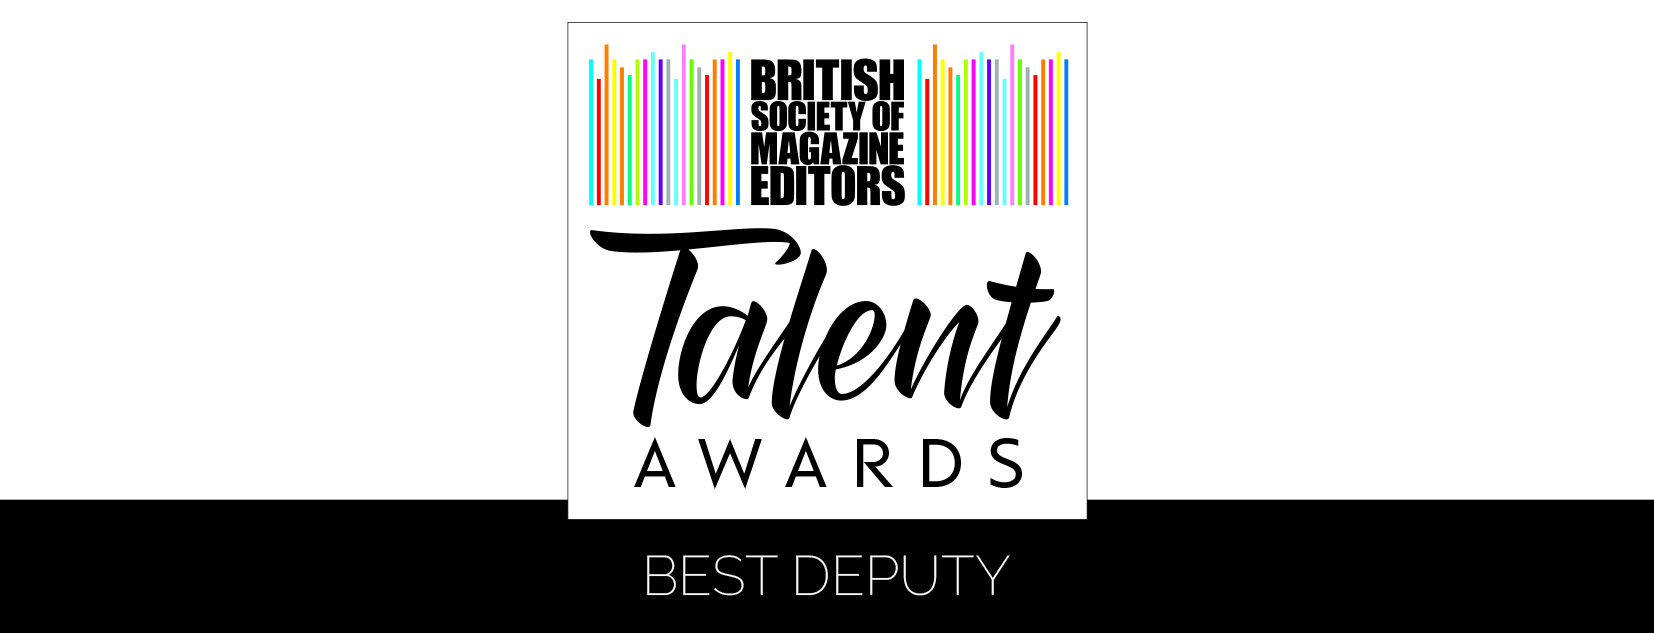 BRITISH
SOCIETY OF
MAGAZINE
EDITORS
Talent
AWARDS
BEST DEPUTY